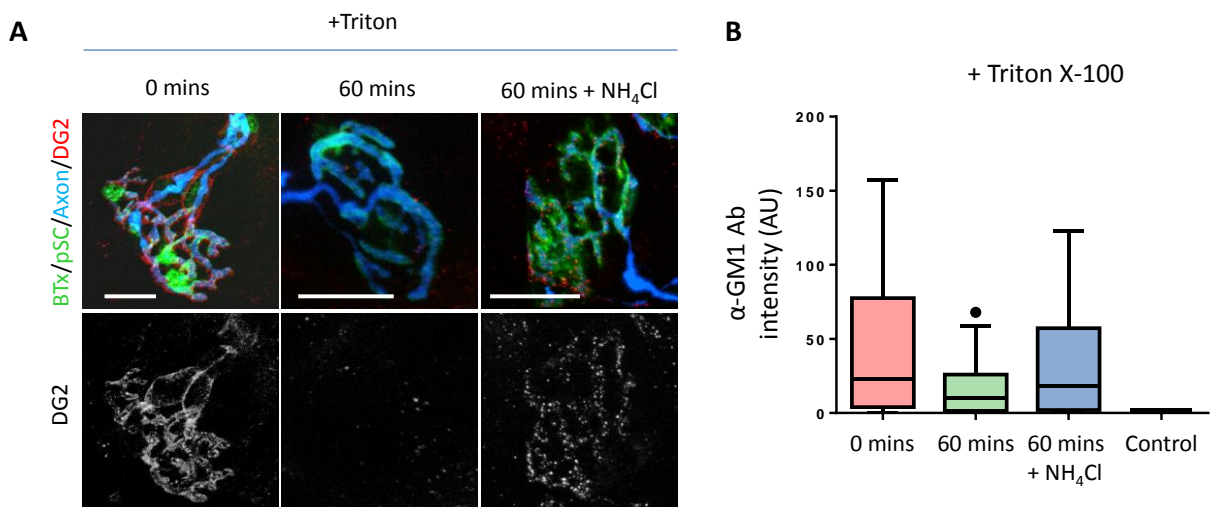 A
+Triton
0 mins
60 mins
60 mins + NH₄Cl
BTx/pSC/Axon/DG2
DG2
B
+ Triton X-100
α-GM1 Ab
intensity (AU)
200
150
100
50
0
0 mins
60 mins
60 mins
+ NH₄Cl
Control